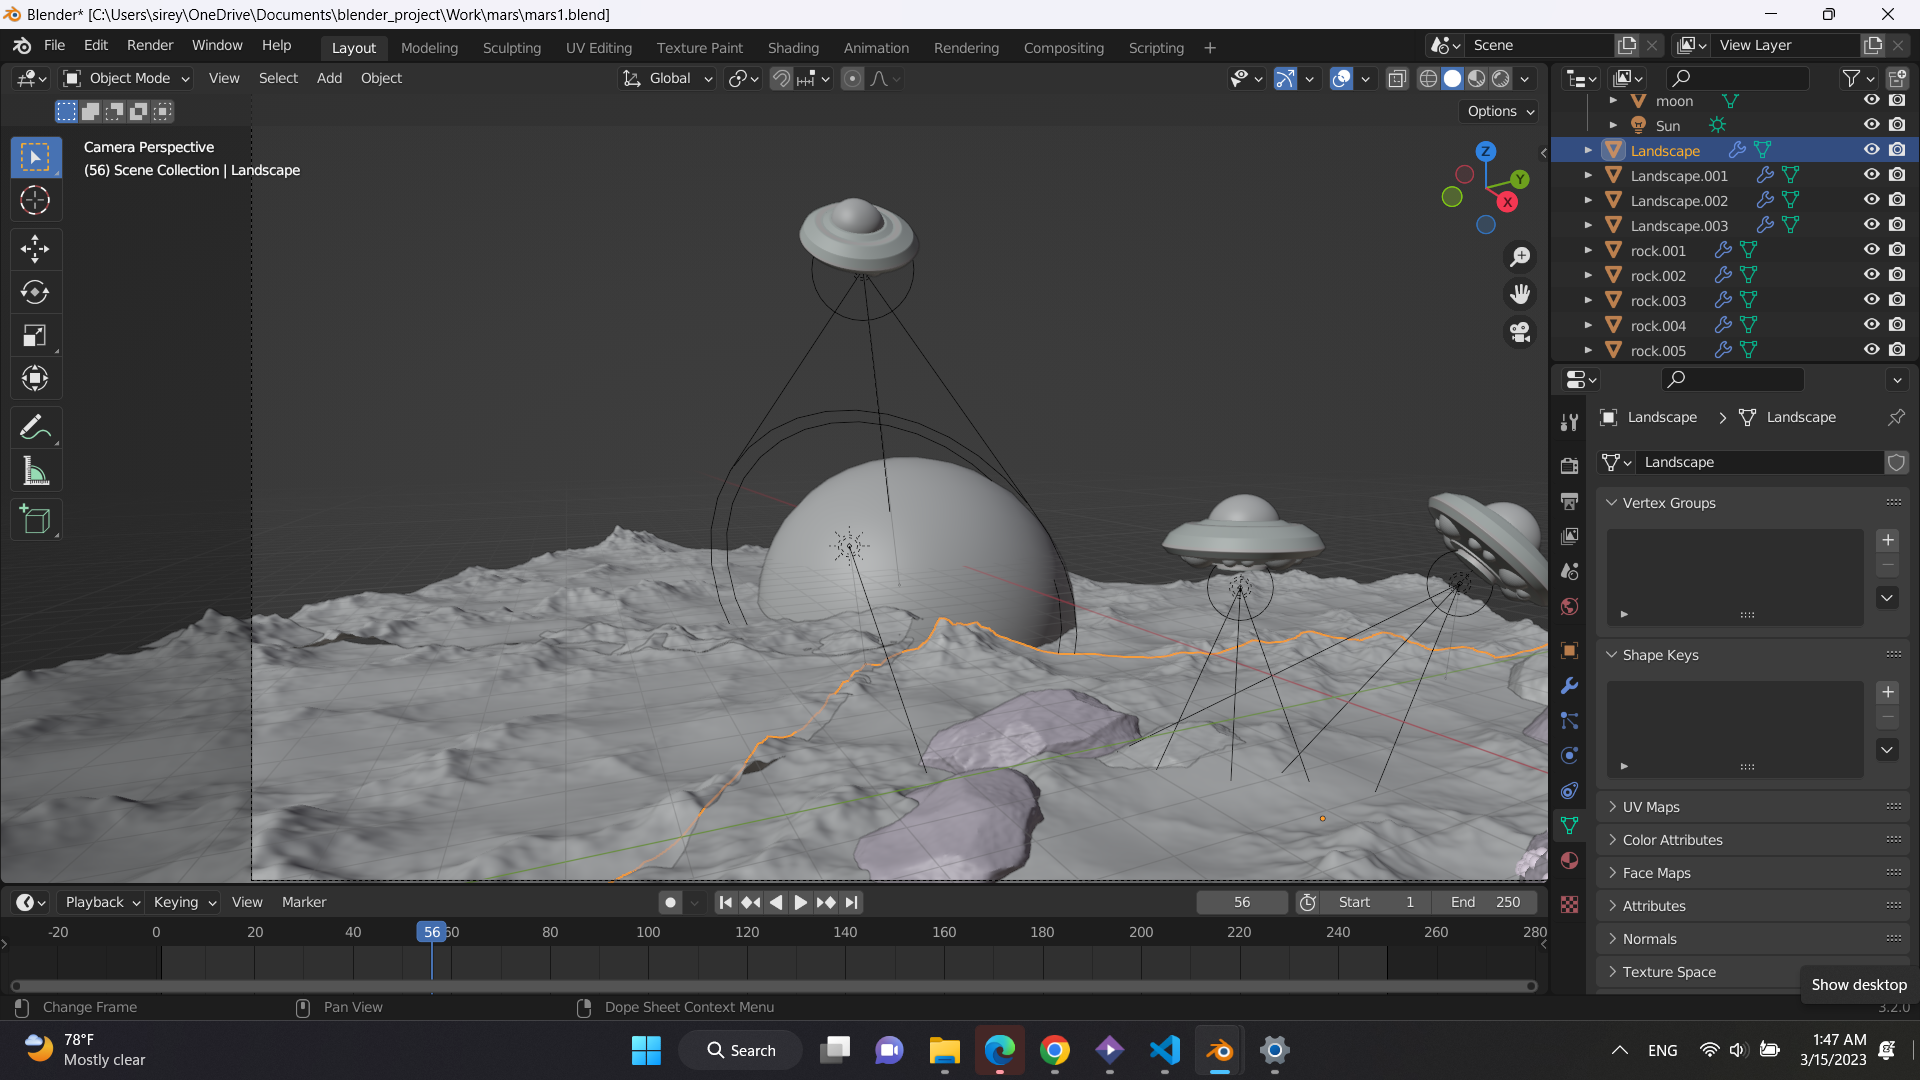 Blender* [C:\Users\sirey\OneDrive\Documents\blender_project\Work\mars\mars1.blend]
File Edit Render Window Help Layout Modeling Sculpting UV Editing Texture Paint Shading Animation Rendering Compositing Scripting + Scene View Layer
Object Mode View Select Add Object Global
Options
Camera Perspective
(56) Scene Collection | Landscape
Z
Y
X
moon
Sun
Landscape
Landscape.001
Landscape.002
Landscape.003
rock.001
rock.002
rock.003
rock.004
rock.005
Landscape > Landscape
Landscape
Vertex Groups
Shape Keys
UV Maps
Color Attributes
Face Maps
Attributes
Normals
Texture Space
Show desktop
3.2.0
Playback Keying View Marker 56 Start 1 End 250
-20 0 20 40 56 60 80 100 120 140 160 180 200 220 240 260 280
Change Frame Pan View Dope Sheet Context Menu
78°F
Mostly clear
Search
ENG
1:47 AM
3/15/2023